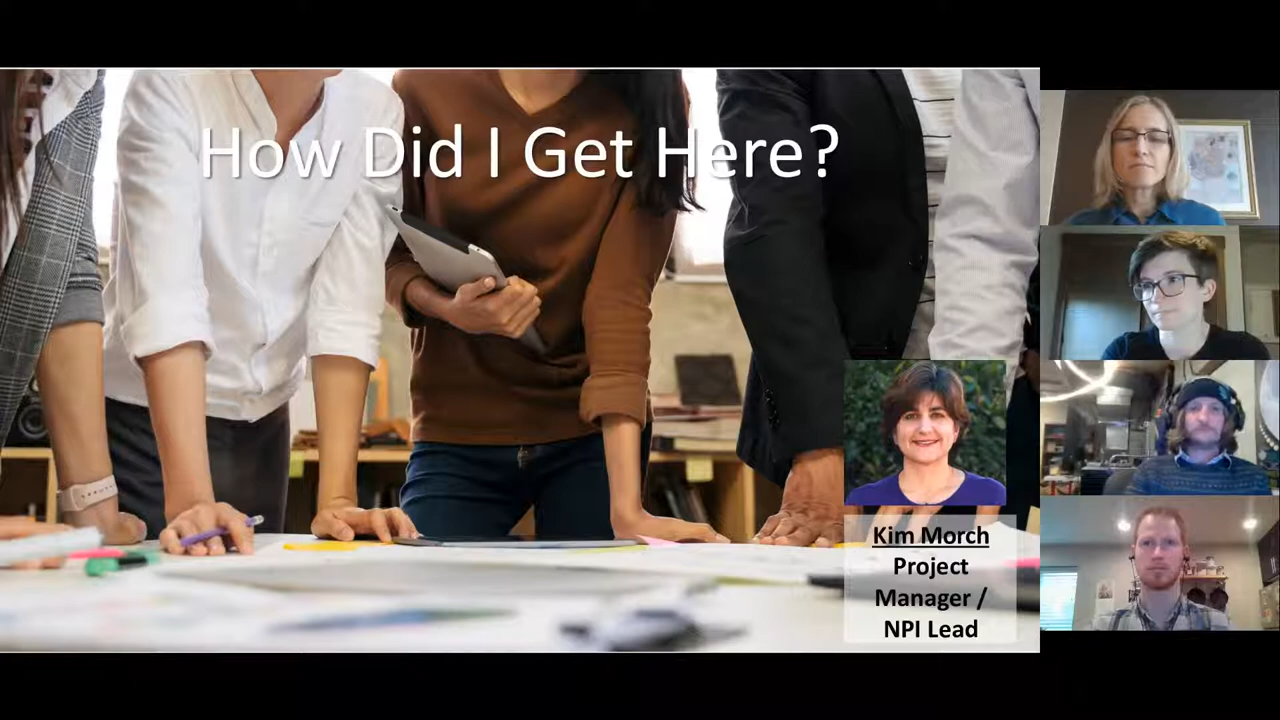 How Did I Get Here?
Kim Morch
Project
Manager /
NPI Lead